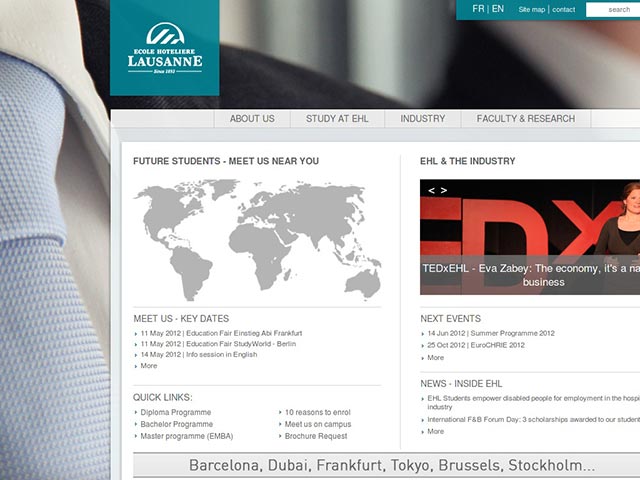 FR | EN
Site map | contact
search
ECOLE HOTELIERE
LAUSANNE
Since 1893
ABOUT US
STUDY AT EHL
INDUSTRY
FACULTY & RESEARCH
FUTURE STUDENTS - MEET US NEAR YOU
MEET US - KEY DATES
11 May 2012 | Education Fair Einstieg Abi Frankfurt
11 May 2012 | Education Fair StudyWorld - Berlin
14 May 2012 | Info session in English
More
QUICK LINKS:
Diploma Programme
Bachelor Programme
Master programme (EMBA)
10 reasons to enrol
Meet us on campus
Brochure Request
EHL & THE INDUSTRY
< >
EDX
TEDxEHL - Eva Zabey: The economy, it's a na
business
NEXT EVENTS
14 Jun 2012 | Summer Programme 2012
25 Oct 2012 | EuroCHRIE 2012
More
NEWS - INSIDE EHL
EHL Students empower disabled people for employment in the hospi
industry
International F&B Forum Day: 3 scholarships awarded to our student
More
Barcelona, Dubai, Frankfurt, Tokyo, Brussels, Stockholm...